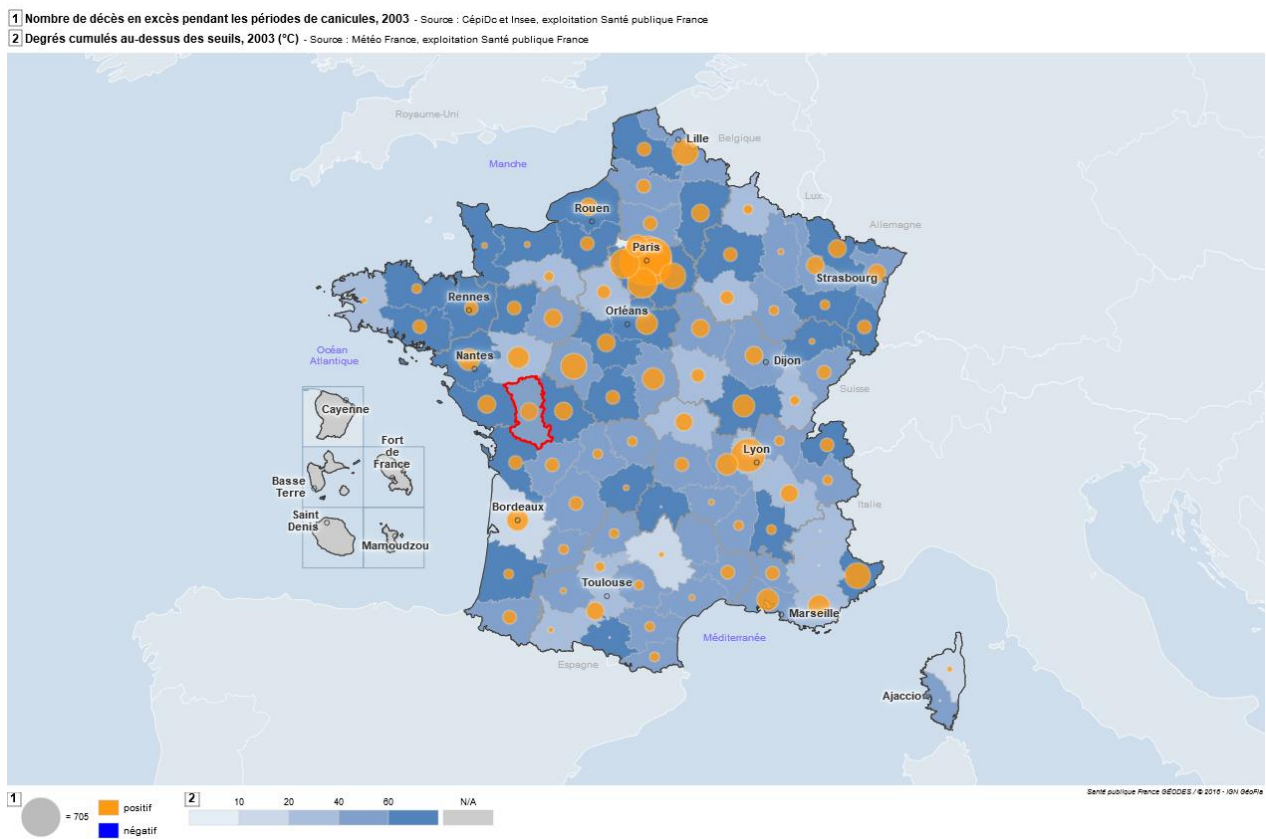 1 Nombre de décès en excès pendant les périodes de canicules, 2003 - Source : CépiDc et Insee, exploitation Santé publique France
2 Degrés cumulés au-dessus des seuils, 2003 (°C) - Source : Météo France, exploitation Santé publique France
Royaume-Uni
Lille
Belgique
Manche
Lux.
Rouen
Allemagne
Paris
Strasbourg
Rennes
Orléans
Océan
Atlantique
Nantes
Dijon
Suisse
Cayenne
Fort
de
France
Lyon
Basse
Terre
Italie
Bordeaux
Saint
Denis
Mamoudzou
Toulouse
Marseille
Méditerranée
Espagne
Ajaccio
Santé publique France GÉODES / © 2016 - IGN GéoFla
1
= 705
positif
négatif
2
10 20 40 60 N/A